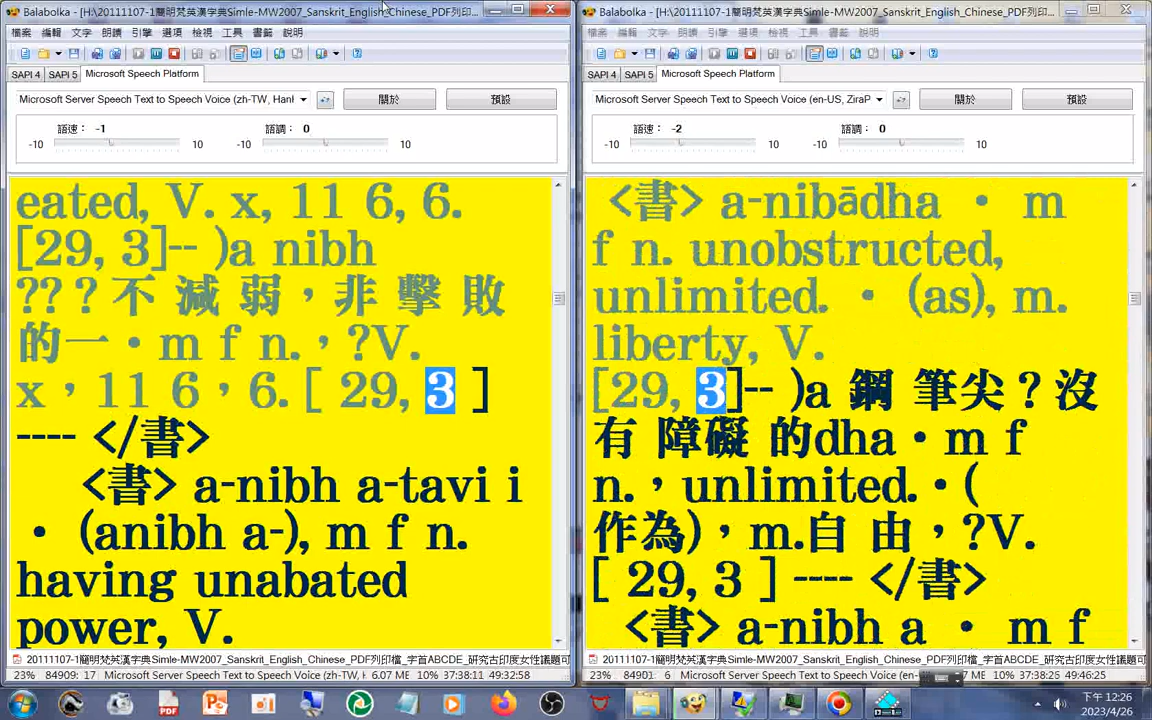 Balabolka - [H:\20111107-1簡明梵英漢字典Simle-MW2007_Sanskrit_English_Chinese_PDF列印...
檔案 編輯 文字 朗讀 引擎 選項 檢視 工具 書籤 說明
SAPI 4 SAPI 5 Microsoft Speech Platform
Microsoft Server Speech Text to Speech Voice (zh-TW, Hanl
關於 預設
語速： -1 語調： 0
-10 10 -10 10
eated, V. x, 11 6, 6.
[29, 3]-- )a nibh
??？不 減 弱，非 擊 敗
的一•m f n.，?V.
x，11 6，6. [ 29, 3 ]
---- </書>
<書> a-nibh a-tavi i
• (anibh a-), m f n.
having unabated
power, V.
20111107-1簡明梵英漢字典Simle-MW2007_Sanskrit_English_Chinese_PDF列印檔_字首ABCDE_研究古印度女性議題可
23% 84909: 17 Microsoft Server Speech Text to Speech Voice (zh-TW, H 6.07 ME 37:38:11 49:32:58
Balabolka - [H:\20111107-1簡明梵英漢字典Simle-MW2007_Sanskrit_English_Chinese_PDF列印...
檔案 編輯 文字 朗讀 引擎 選項 檢視 工具 書籤 說明
SAPI 4 SAPI 5 Microsoft Speech Platform
Microsoft Server Speech Text to Speech Voice (en-US, ZiraP
關於 預設
語速： -2 語調： 0
-10 10 -10 10
<書> a-nibādha • m
f n. unobstructed,
unlimited. • (as), m.
liberty, V.
[29, 3]-- )a 鋼 筆尖？沒
有 障礙 的dha•m f
n.，unlimited.•(
作為)，m.自 由，?V.
[ 29, 3 ] ---- </書>
<書> a-nibh a • m f
20111107-1簡明梵英漢字典Simle-MW2007_Sanskrit_English_Chinese_PDF列印檔_字首ABCDE_研究古印度女性議題可
23% 84901: 6 Microsoft Server Speech Text to Speech Voice (en-US, 37:38:25 49:46:25
下午 12:26
2023/4/26